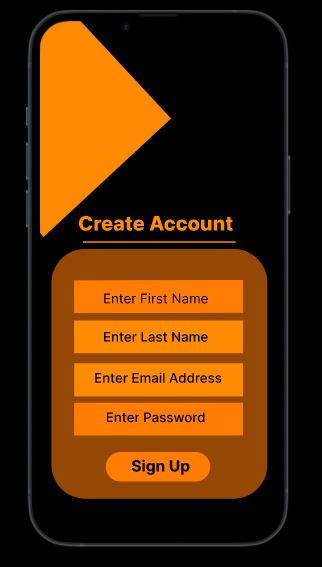 Create Account
Enter First Name
Enter Last Name
Enter Email Address
Enter Password
Sign Up